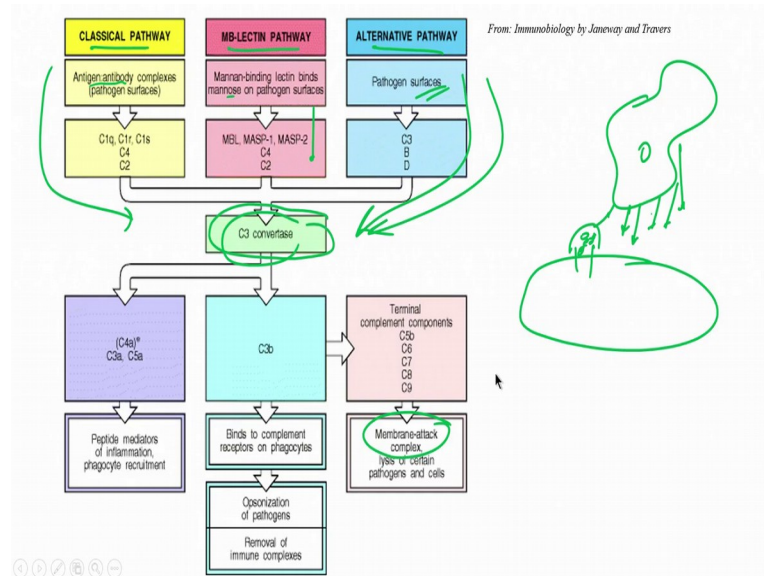 CLASSICAL PATHWAY
MB-LECTIN PATHWAY
ALTERNATIVE PATHWAY
From: Immunobiology by Janeway and Travers
Antigen:antibody complexes
(pathogen surfaces)
Mannan-binding lectin binds
mannose on pathogen surfaces
Pathogen surfaces
C1q, C1r, C1s
C4
C2
MBL, MASP-1, MASP-2
C4
C2
C3
B
D
C3 convertase
(C4a)*
C3a, C5a
C3b
Terminal
complement components
C5b
C6
C7
C8
C9
Peptide mediators
of inflammation,
phagocyte recruitment
Binds to complement
receptors on phagocytes
Membrane-attack
complex,
lysis of certain
pathogens and cells
Opsonization
of pathogens
Removal of
immune complexes